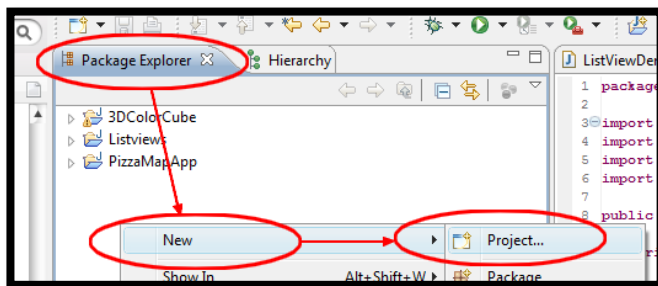 Package Explorer
Hierarchy
ListViewDer
3DColorCube
Listviews
PizzaMapApp
New
Project...
Show In Alt+Shift+W
Package
1 package
2
3 import
4 import
5 import
6 import
7
8 public